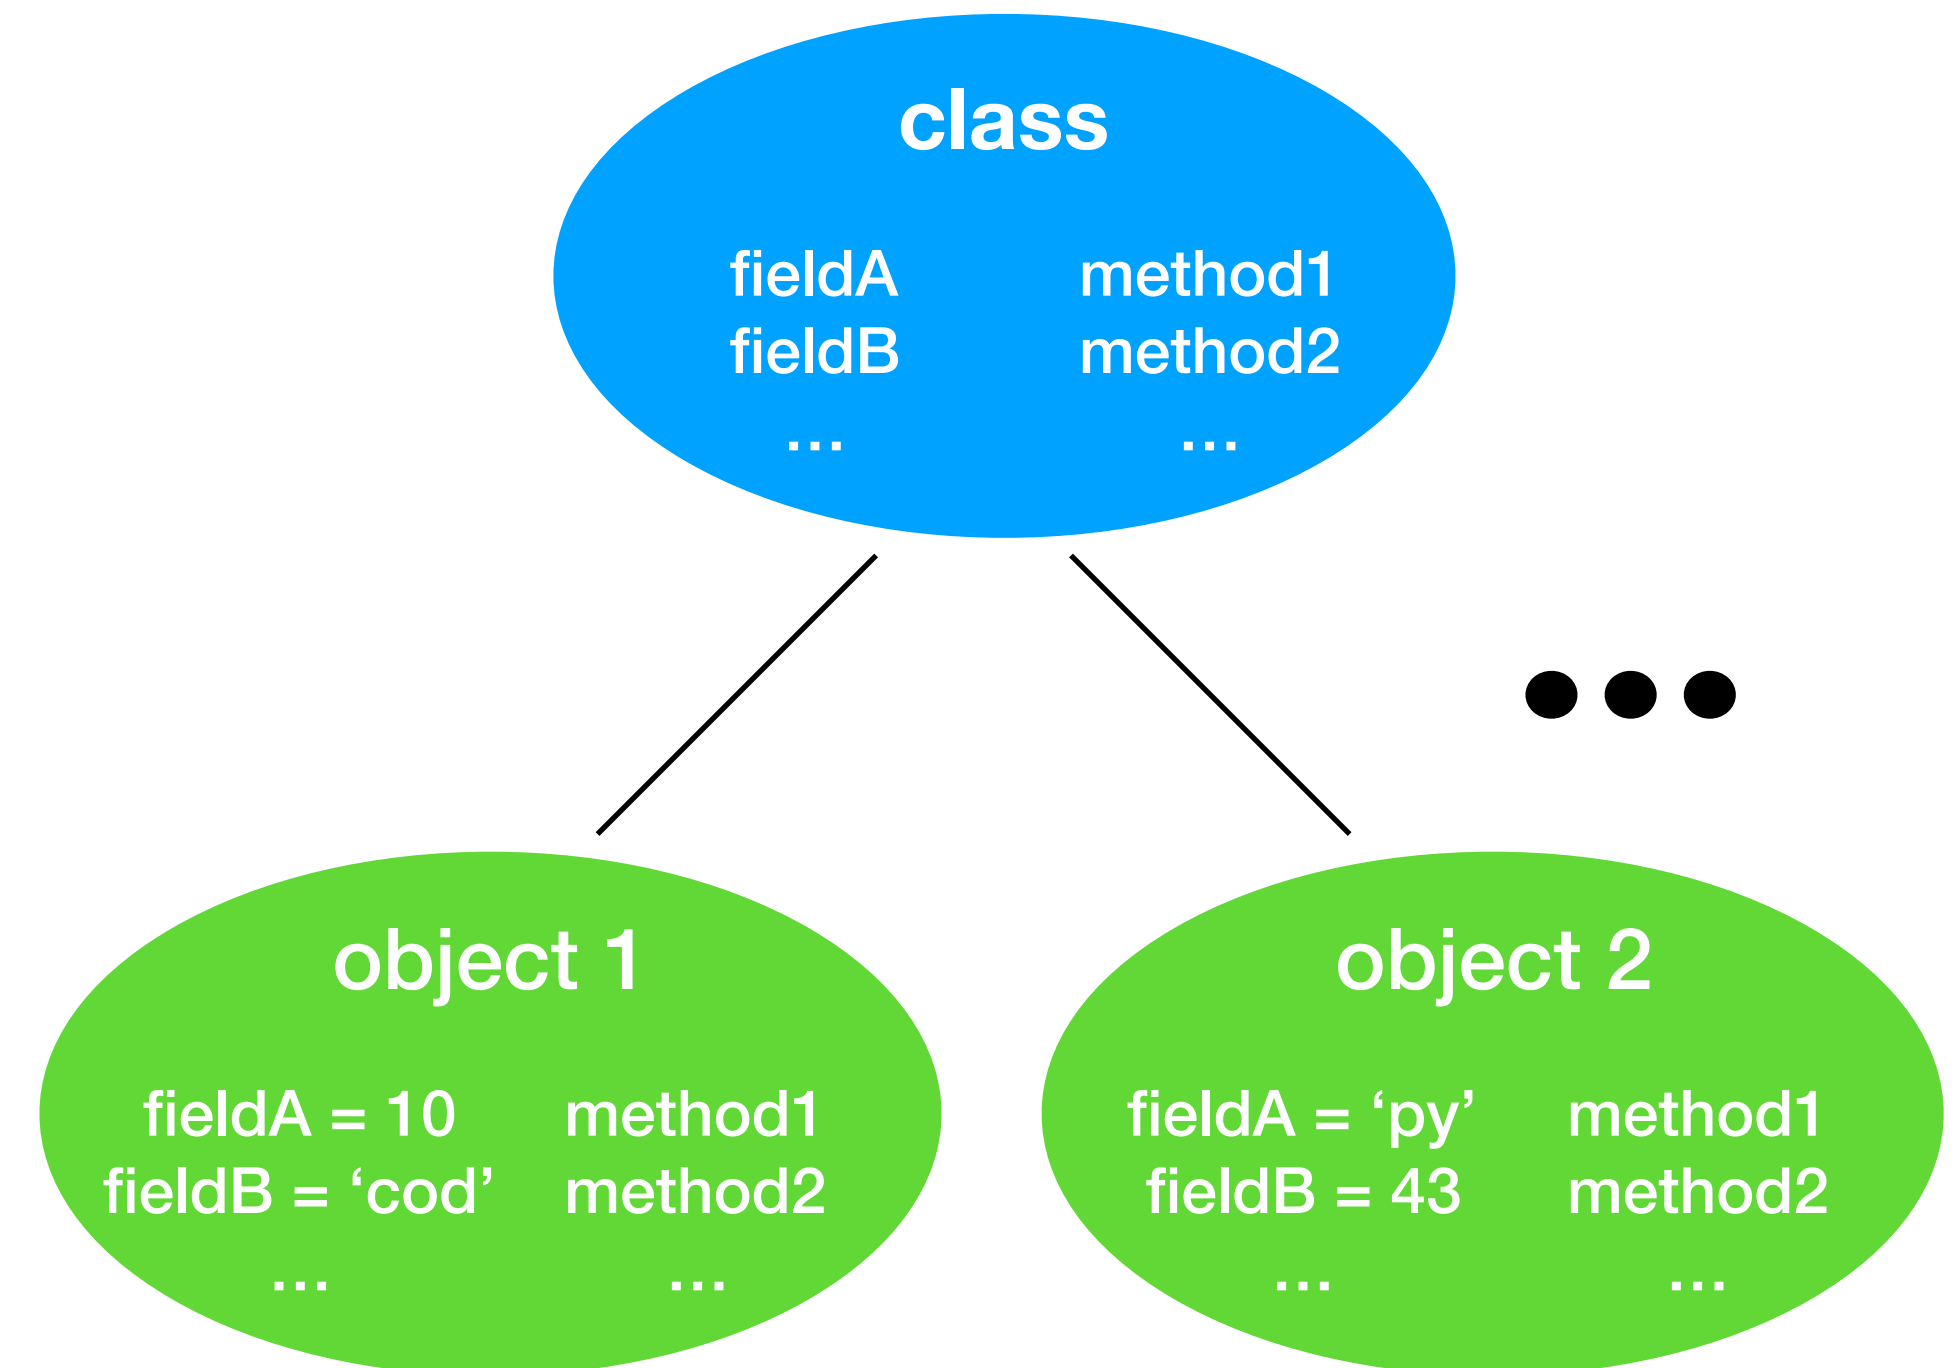 class
fieldA method1
fieldB method2
... ...
object 1
fieldA = 10 method1
fieldB = ‘cod’ method2
... ...
object 2
fieldA = ‘py’ method1
fieldB = 43 method2
... ...